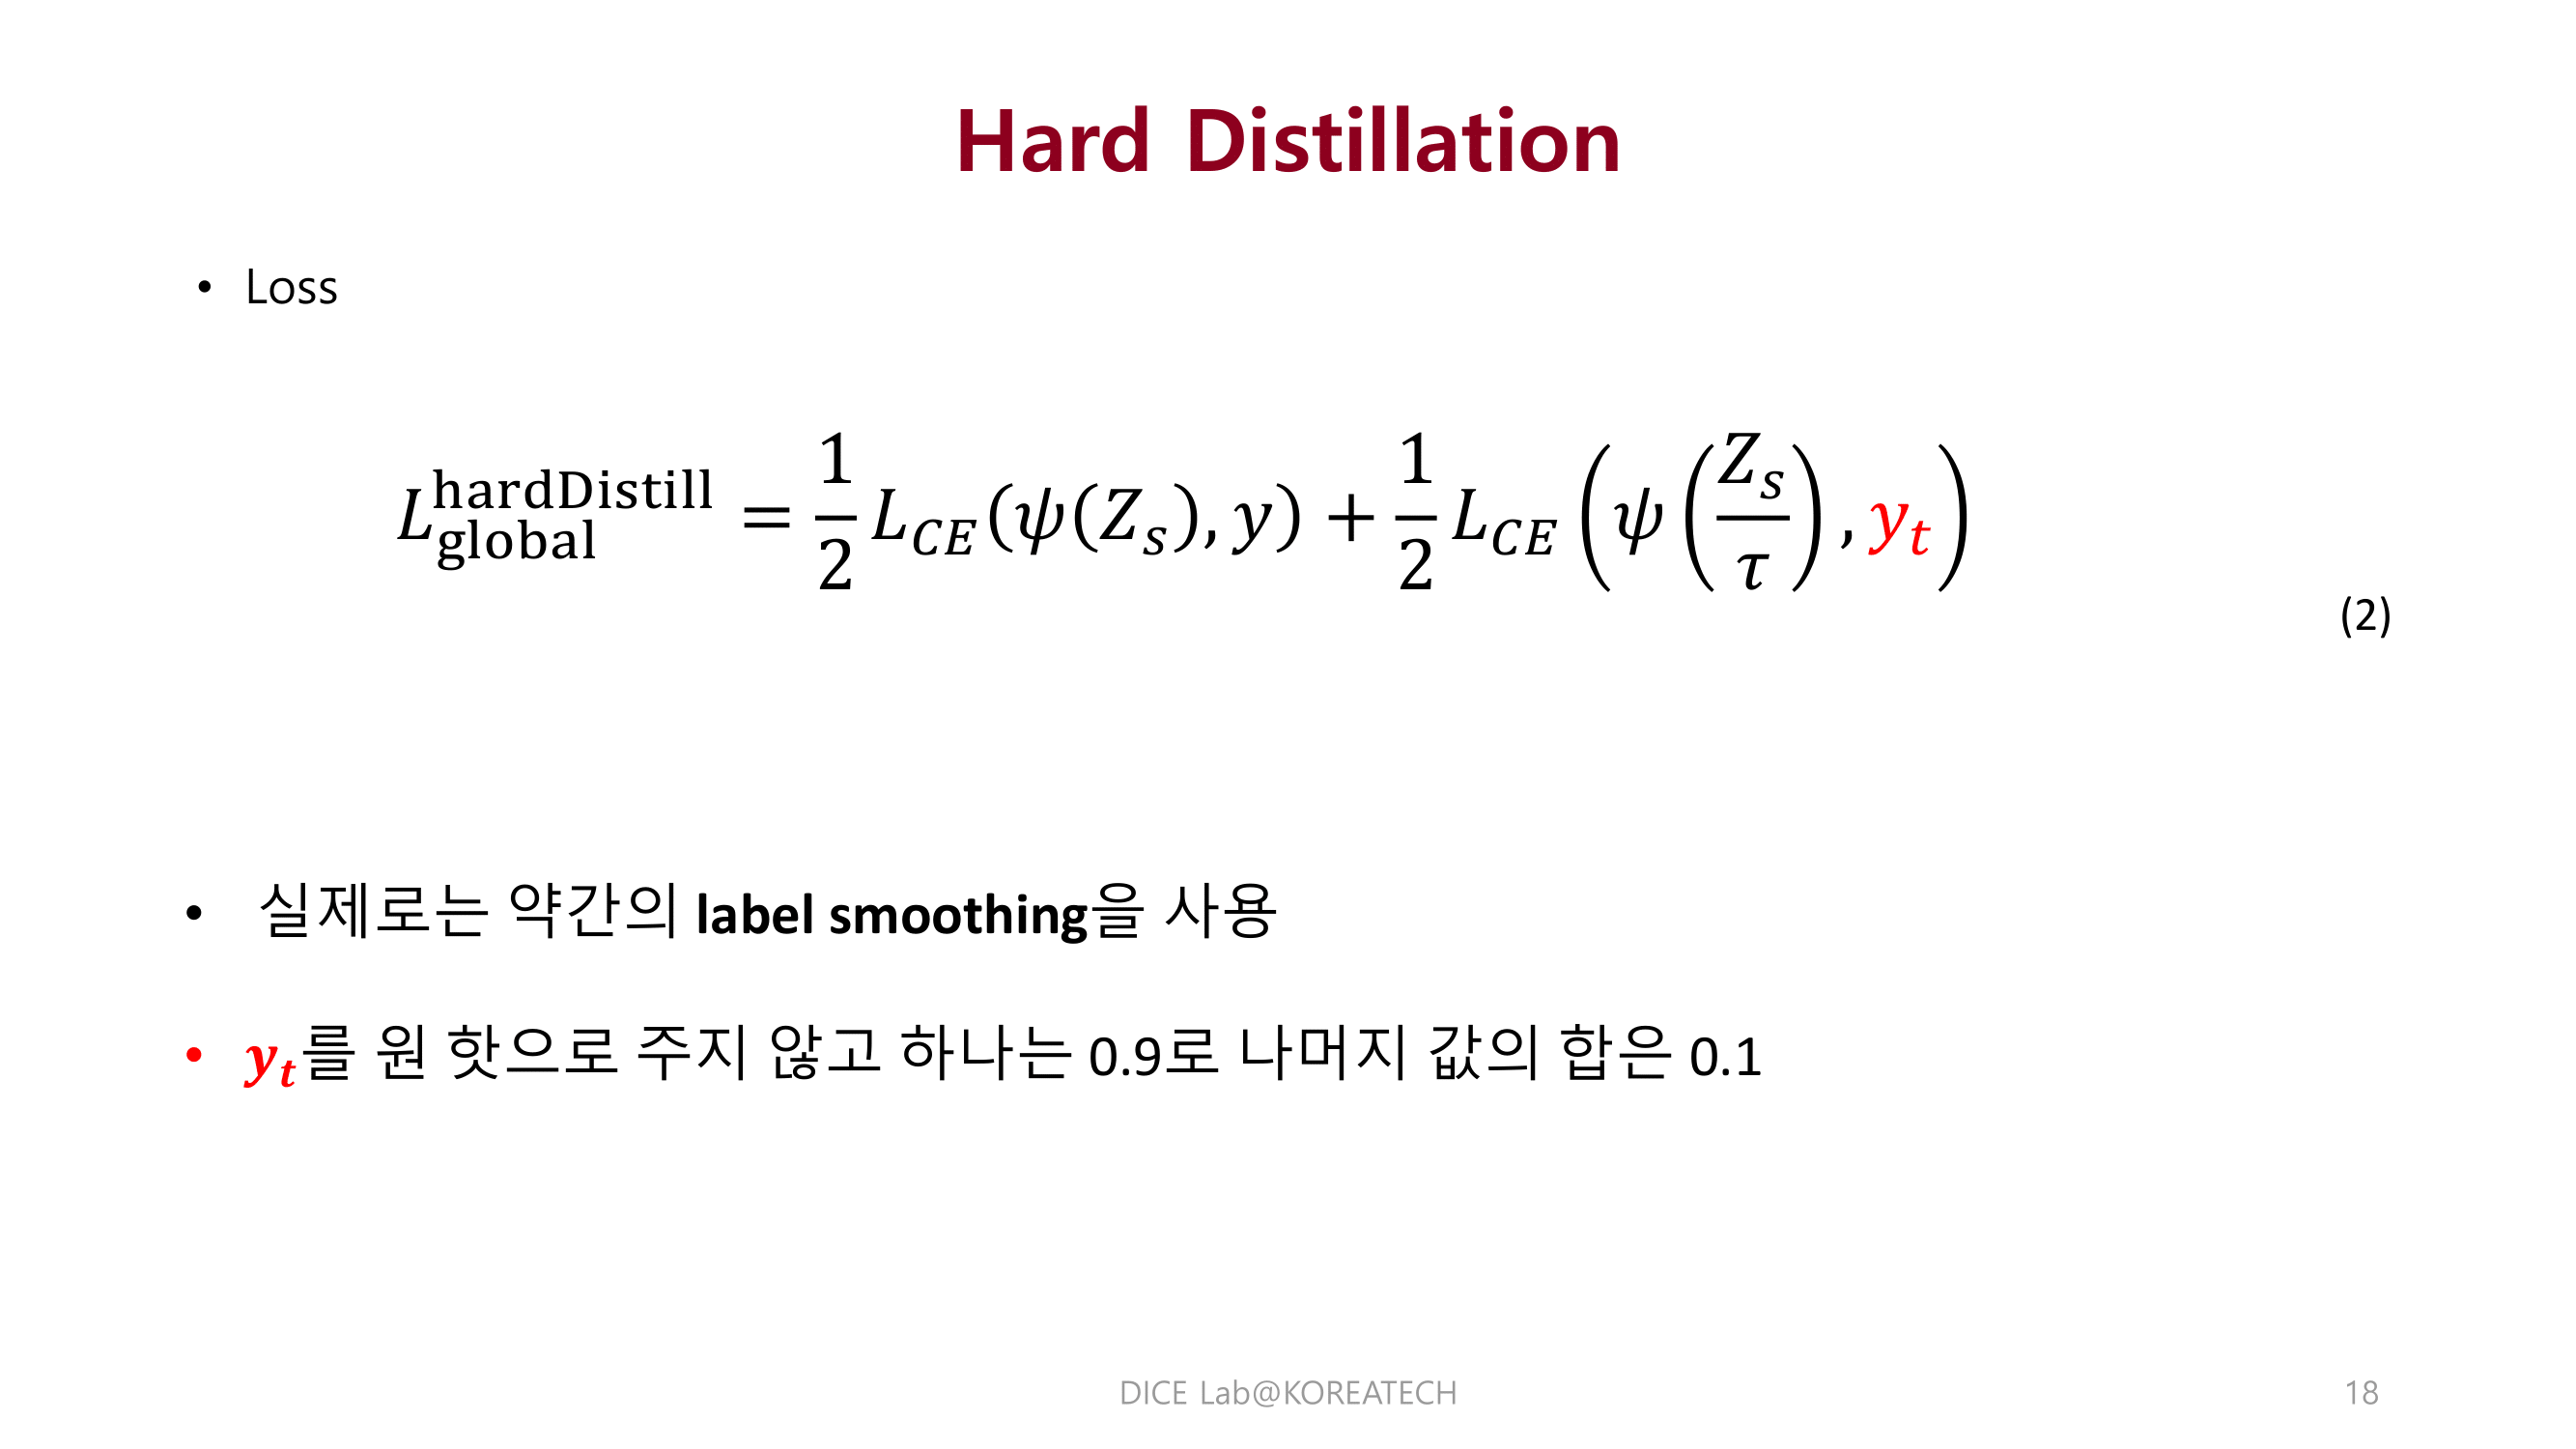 Hard Distillation
• Loss
$L_{\text{global}}^{\text{hardDistill}} = \frac{1}{2} L_{CE}(\psi(Z_s), y) + \frac{1}{2} L_{CE}\left(\psi\left(\frac{Z_s}{\tau}\right), y_t\right)$
(2)
• 실제로는 약간의 label smoothing을 사용
• $y_t$를 원 핫으로 주지 않고 하나는 0.9로 나머지 값의 합은 0.1
DICE Lab@KOREATECH
18